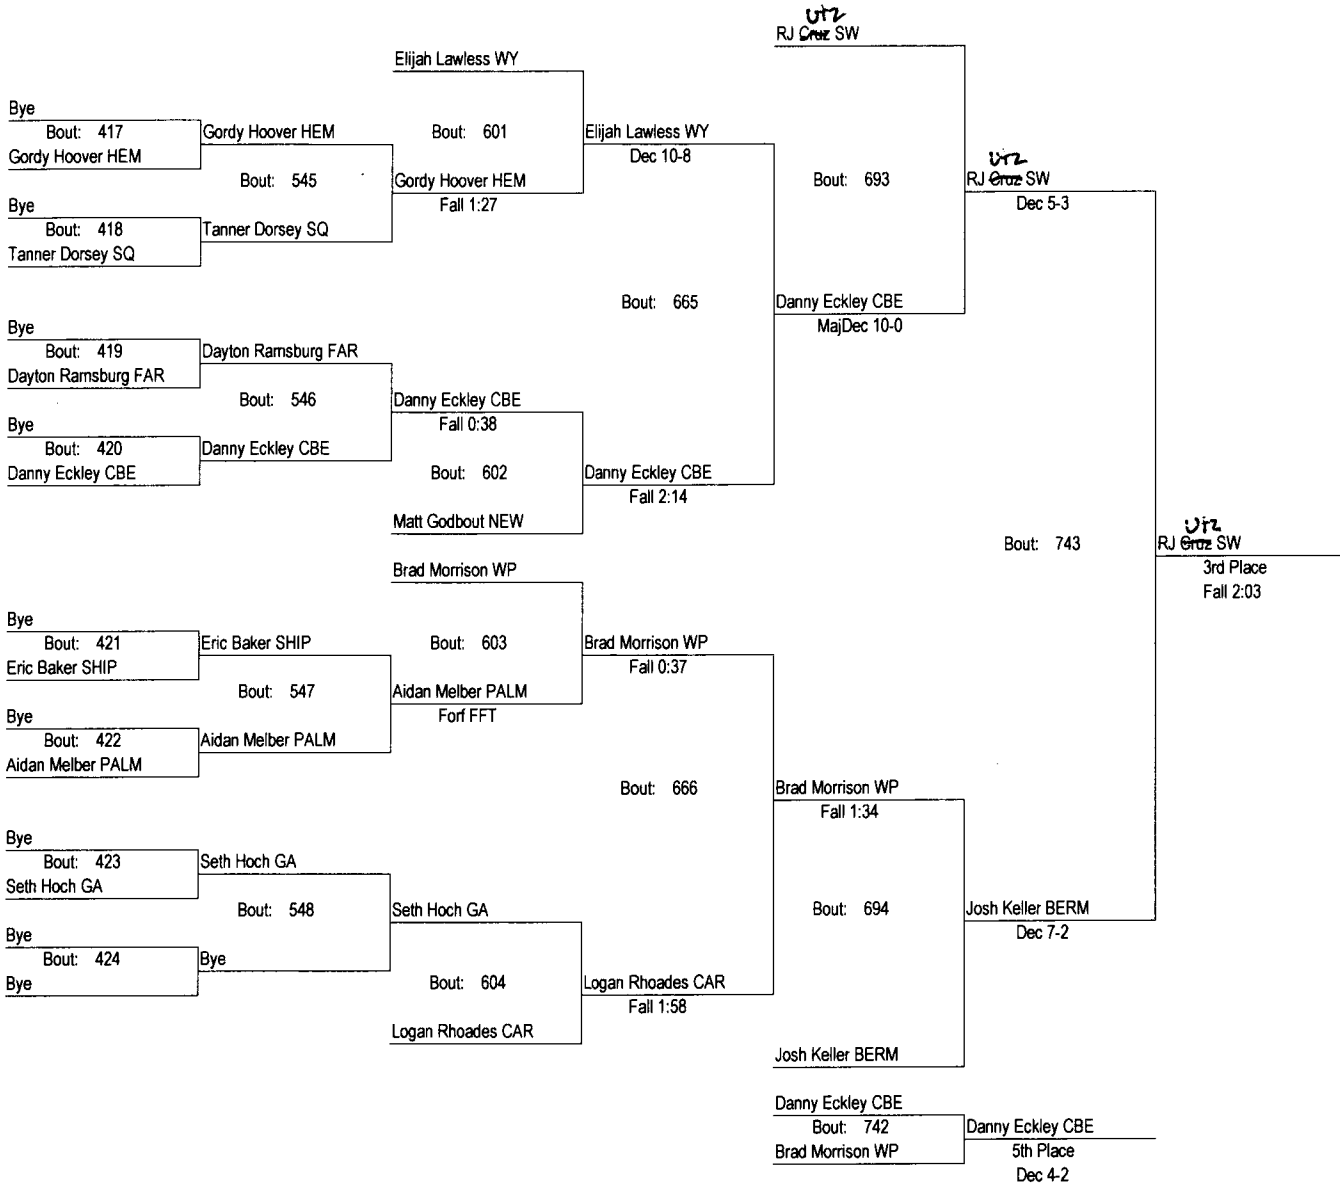 Utz
RJ Cruz SW
Elijah Lawless WY
Bye
Bout: 417
Gordy Hoover HEM
Gordy Hoover HEM
Bout: 601
Elijah Lawless WY
Dec 10-8
Bout: 545
Gordy Hoover HEM
Fall 1:27
Bout: 693
Utz
RJ Cruz SW
Dec 5-3
Bye
Bout: 418
Tanner Dorsey SQ
Tanner Dorsey SQ
Bout: 665
Danny Eckley CBE
MajDec 10-0
Bye
Bout: 419
Dayton Ramsburg FAR
Dayton Ramsburg FAR
Bout: 546
Danny Eckley CBE
Fall 0:38
Bye
Bout: 420
Danny Eckley CBE
Danny Eckley CBE
Bout: 602
Danny Eckley CBE
Fall 2:14
Matt Godbout NEW
Bout: 743
Utz
RJ Cruz SW
3rd Place
Fall 2:03
Brad Morrison WP
Bye
Bout: 421
Eric Baker SHIP
Eric Baker SHIP
Bout: 603
Brad Morrison WP
Fall 0:37
Bout: 547
Aidan Melber PALM
Forf FFT
Bye
Bout: 422
Aidan Melber PALM
Aidan Melber PALM
Bout: 666
Brad Morrison WP
Fall 1:34
Bye
Bout: 423
Seth Hoch GA
Seth Hoch GA
Bout: 548
Seth Hoch GA
Bout: 694
Josh Keller BERM
Dec 7-2
Bye
Bout: 424
Bye
Bye
Bout: 604
Logan Rhoades CAR
Fall 1:58
Logan Rhoades CAR
Josh Keller BERM
Danny Eckley CBE
Bout: 742
Brad Morrison WP
Danny Eckley CBE
5th Place
Dec 4-2